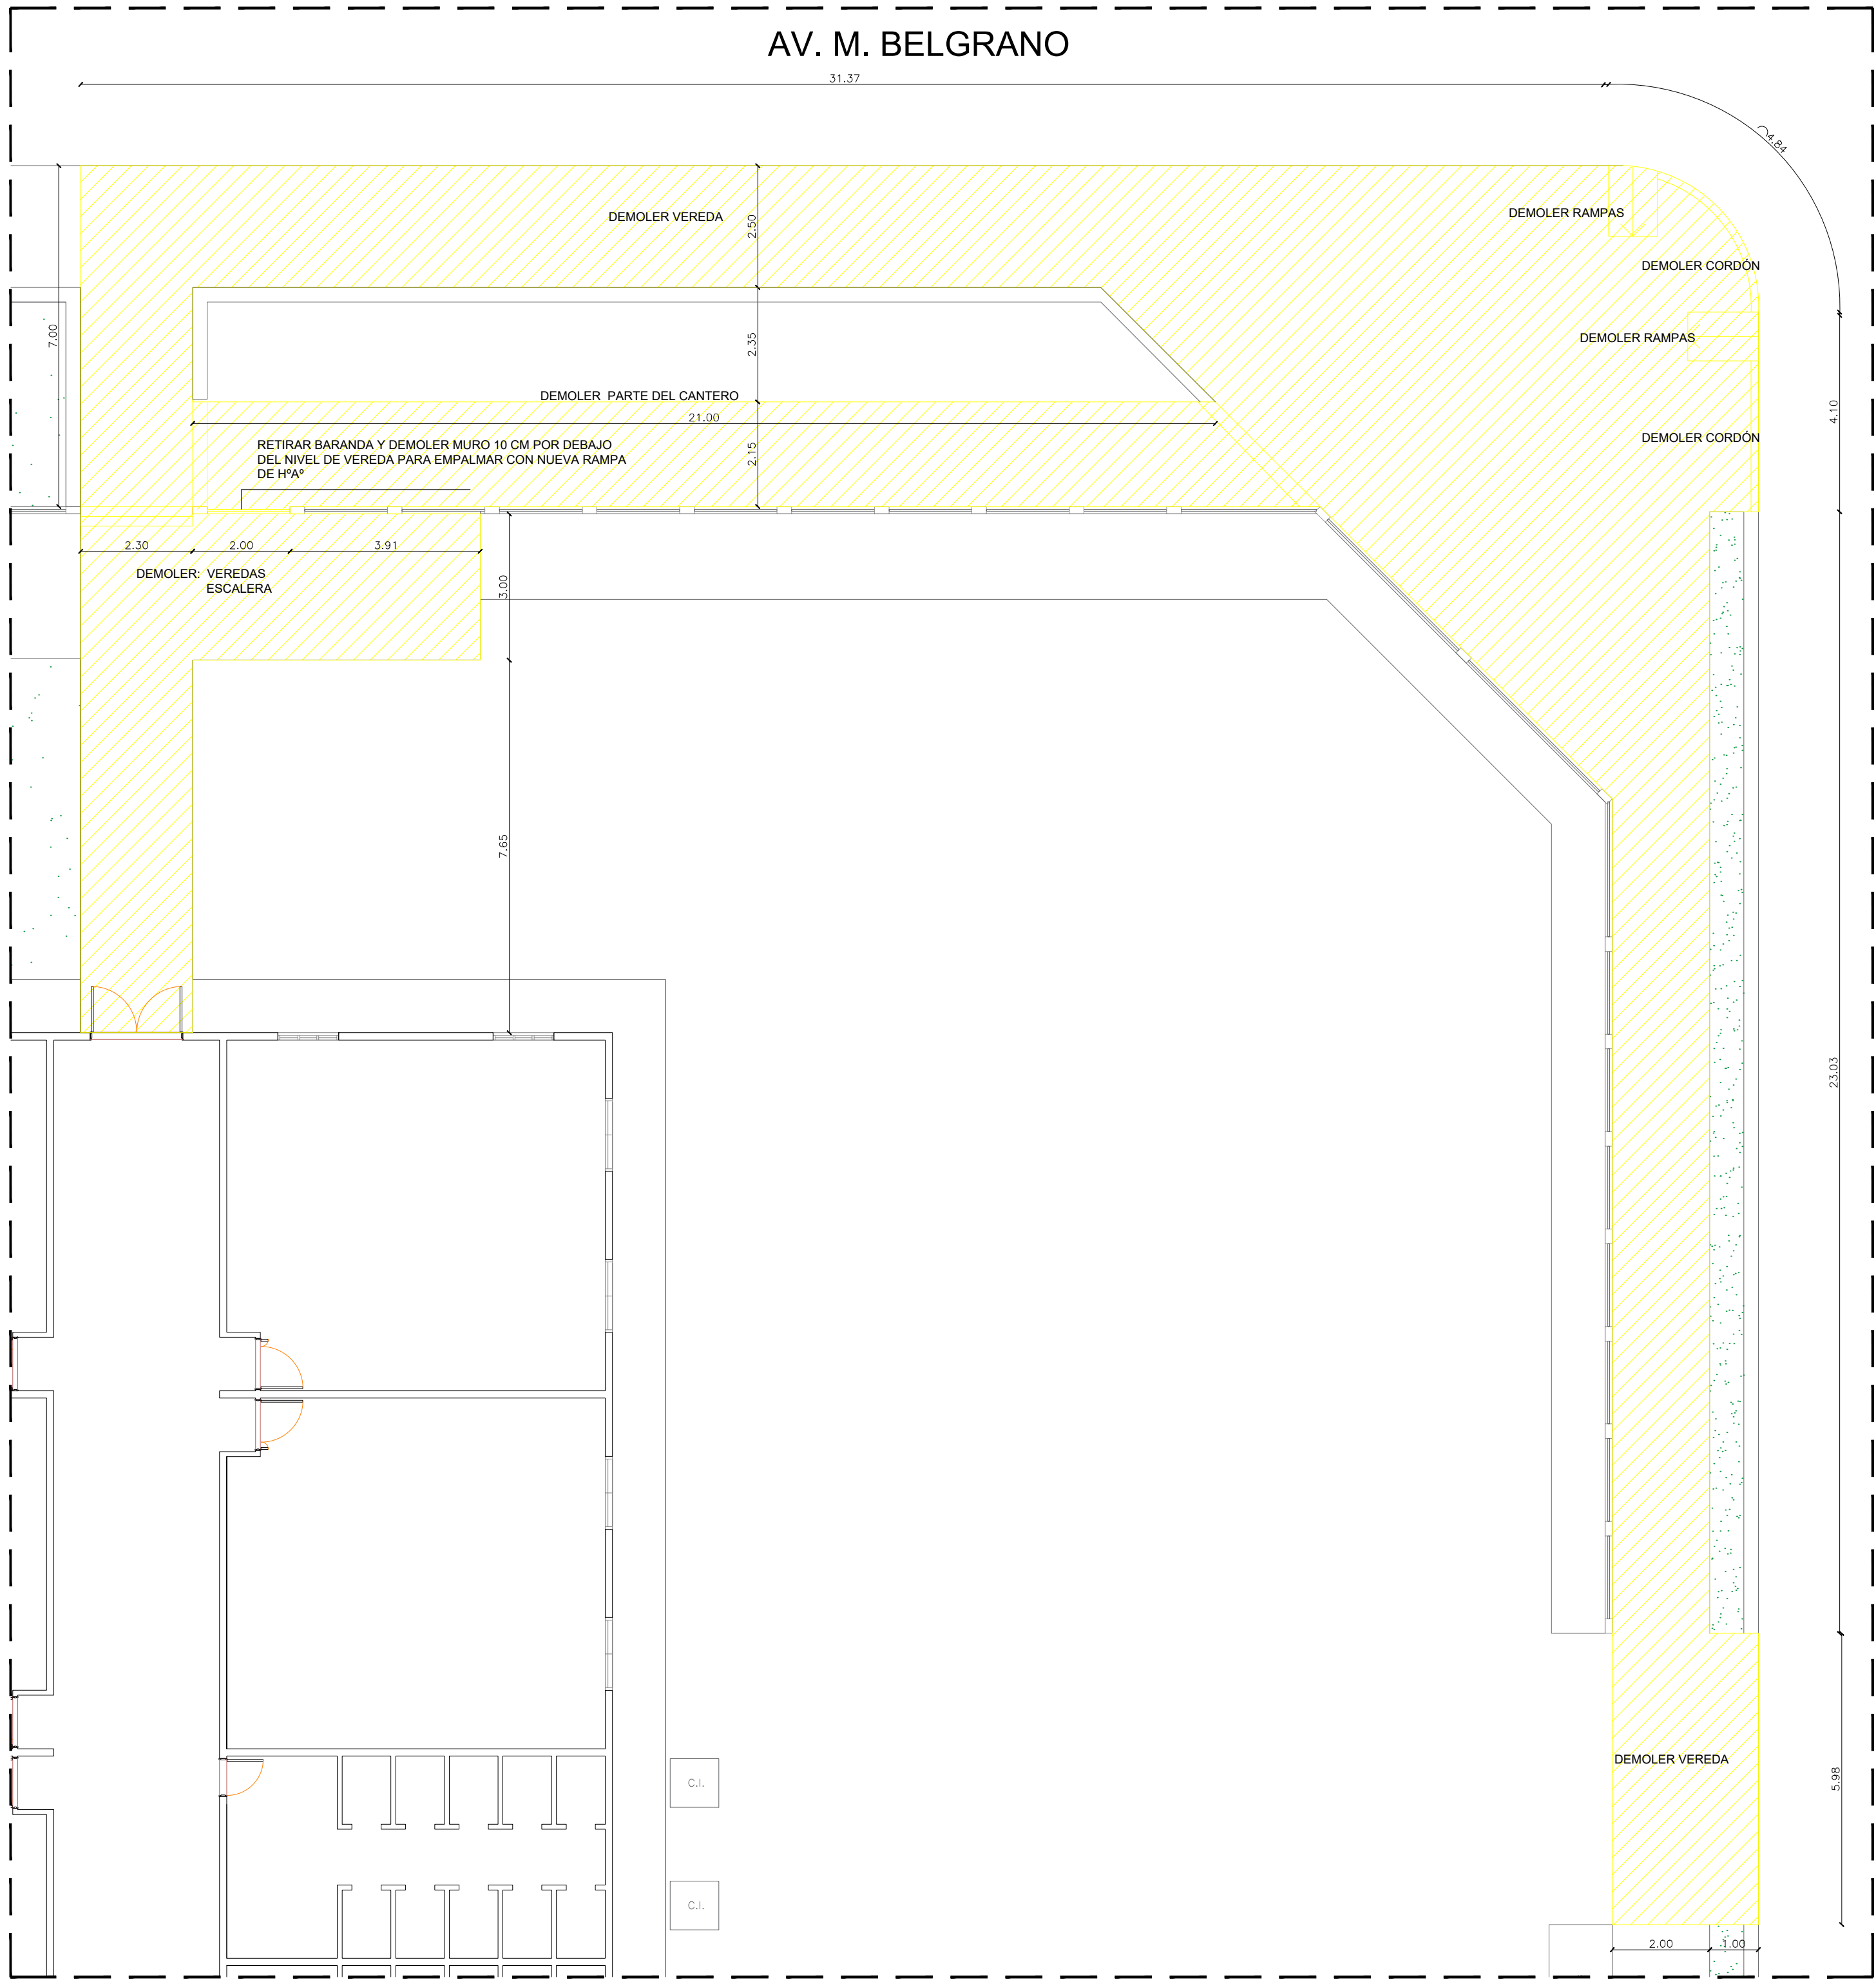 AV. M. BELGRANO
31.37
4.84
DEMOLER VEREDA
2.50
DEMOLER RAMPAS
DEMOLER CORDÓN
7.00
2.35
DEMOLER RAMPAS
DEMOLER  PARTE DEL CANTERO
21.00
4.10
RETIRAR BARANDA Y DEMOLER MURO 10 CM POR DEBAJO
DEL NIVEL DE VEREDA PARA EMPALMAR CON NUEVA RAMPA
DE HºAº
2.15
DEMOLER CORDÓN
2.30
2.00
3.91
DEMOLER:  VEREDAS
ESCALERA
3.00
7.65
23.03
DEMOLER VEREDA
5.98
C.I.
C.I.
2.00
1.00